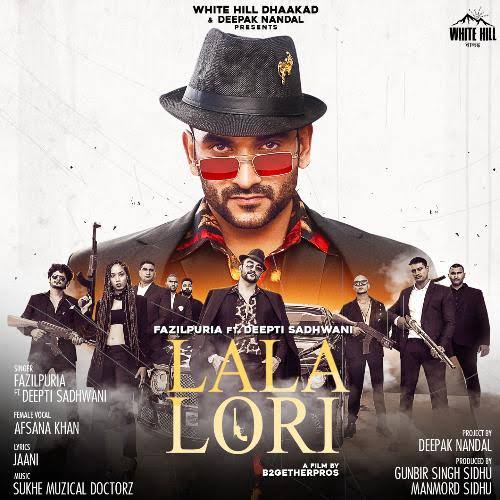 WHITE HILL DHAAKAD
& DEEPAK NANDAL
PRESENTS
WHITE HILL
FAZILPURIA FT. DEEPTI SADHWANI
LALA
LORI
A FILM BY
B2GETHERPROS
SINGER
FAZILPURIA
FT DEEPTI SADHWANI
FEMALE VOCAL
AFSANA KHAN
LYRICS
JAANI
MUSIC
SUKHE MUZICAL DOCTORZ
PROJECT BY
DEEPAK NANDAL
PRODUCED BY
GUNBIR SINGH SIDHU
MANMORD SIDHU